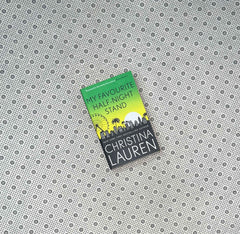 MY FAVOURITE
HALF-NIGHT
STAND
CHRISTINA
LAUREN